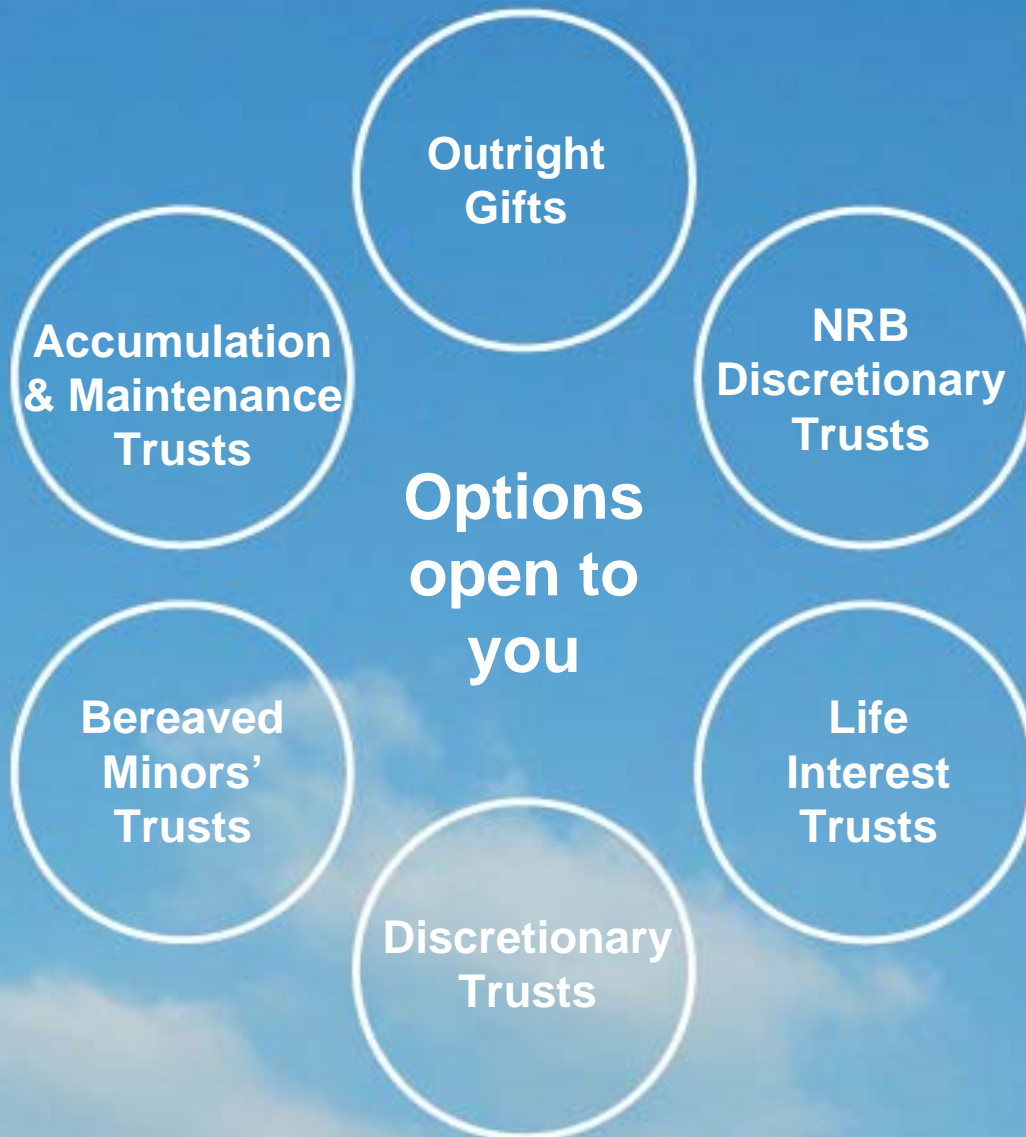 Outright
Gifts
NRB
Discretionary
Trusts
Life
Interest
Trusts
Discretionary
Trusts
Bereaved
Minors’
Trusts
Accumulation
& Maintenance
Trusts
Options
open to
you